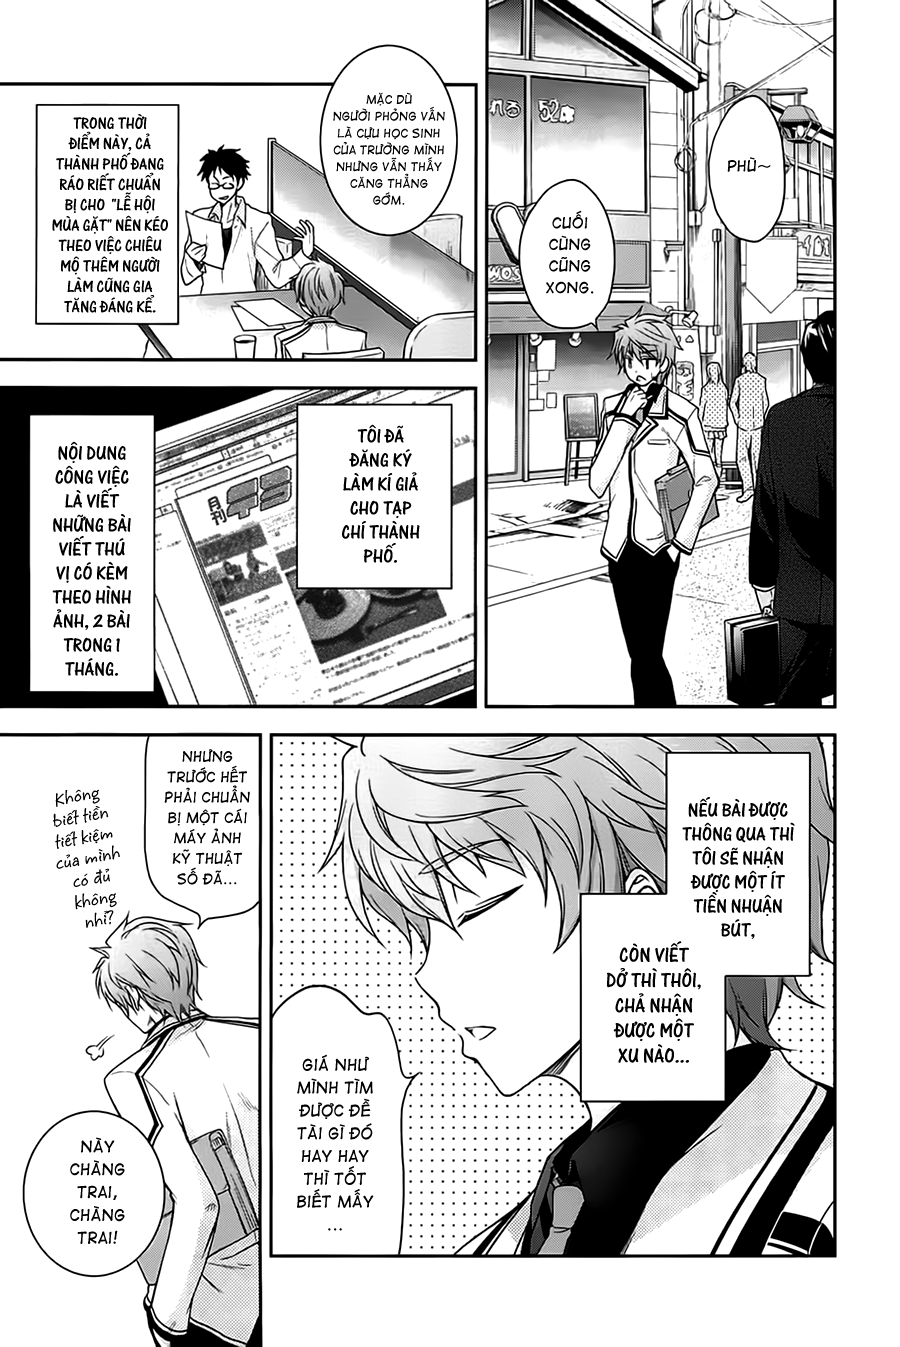 PHÙ~
CUỐI
CÙNG
CŨNG
XONG.
れる 52
MẶC DÙ
NGƯỜI PHỎNG VẤN
LÀ CỰU HỌC SINH
CỦA TRƯỜNG MÌNH
NHƯNG VẪN THẤY
CĂNG THẲNG
GỚM.
TRONG THỜI
ĐIỂM NÀY, CẢ
THÀNH PHỐ ĐANG
RÁO RIẾT CHUẨN
BỊ CHO "LỄ HỘI
MÙA GẶT" NÊN KÉO
THEO VIỆC CHIÊU
MỘ THÊM NGƯỜI
LÀM CŨNG GIA
TĂNG ĐÁNG KỂ.
TÔI ĐÃ
ĐĂNG KÝ
LÀM KÍ GIẢ
CHO TẠP
CHÍ THÀNH
PHỐ.
月刊
NỘI DUNG
CÔNG VIỆC
LÀ VIẾT
NHỮNG BÀI
VIẾT THÚ
VỊ CÓ KÈM
THEO HÌNH
ẢNH, 2 BÀI
TRONG 1
THÁNG.
NẾU BÀI ĐƯỢC
THÔNG QUA THÌ
TÔI SẼ NHẬN
ĐƯỢC MỘT ÍT
TIỀN NHUẬN
BÚT,
CÒN VIẾT
DỞ THÌ THÔI,
CHẢ NHẬN
ĐƯỢC MỘT
XU NÀO...
GIÁ NHƯ
MÌNH TÌM
ĐƯỢC ĐỀ
TÀI GÌ ĐÓ
HAY HAY
THÌ TỐT
BIẾT MẤY
...
NHƯNG
TRƯỚC HẾT
PHẢI CHUẨN
BỊ MỘT CÁI
MÁY ẢNH
KỸ THUẬT
SỐ ĐÃ...
Không
biết tiền
tiết kiệm
của mình
có đủ
không
nhỉ?
NÀY
CHÀNG
TRAI,
CHÀNG
TRAI!